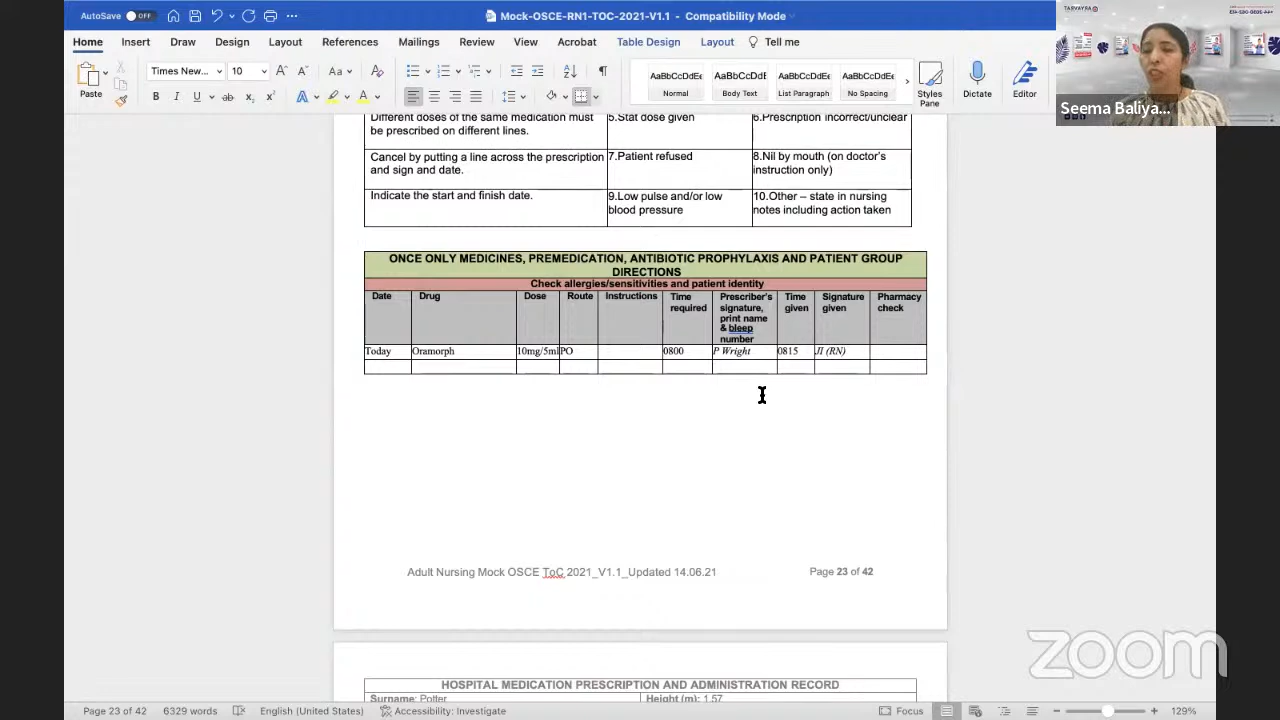 AutoSave OFF
Mock-OSCE-RN1-TOC-2021-V1.1 - Compatibility Mode
TASVAYRA
Home Insert Draw Design Layout References Mailings Review View Acrobat Table Design Layout Tell me
Paste
Times New... 10
AaBbCcDdEe AaBbCcDdE AaBbCcDdEe AaBbCcDdEe
Normal Body Text List Paragraph No Spacing
Styles Pane
Dictate
Editor
Seema Baliya...
Different doses of the same medication must be prescribed on different lines.
5.Stat dose given
6.Prescription incorrect/unclear
Cancel by putting a line across the prescription and sign and date.
7.Patient refused
8.Nil by mouth (on doctor's instruction only)
Indicate the start and finish date.
9.Low pulse and/or low blood pressure
10.Other – state in nursing notes including action taken
ONCE ONLY MEDICINES, PREMEDICATION, ANTIBIOTIC PROPHYLAXIS AND PATIENT GROUP
DIRECTIONS
Check allergies/sensitivities and patient identity
Date Drug Dose Route Instructions Time required Prescriber's signature, print name & bleep number Time given Signature given Pharmacy check
Today Oramorph 10mg/5ml PO 0800 P Wright 0815 JI (RN)
Adult Nursing Mock OSCE ToC 2021_V1.1_Updated 14.06.21 Page 23 of 42
HOSPITAL MEDICATION PRESCRIPTION AND ADMINISTRATION RECORD
Surname: Potter Height (m): 1.57
zoom
Page 23 of 42 6329 words English (United States) Accessibility: Investigate Focus 129%